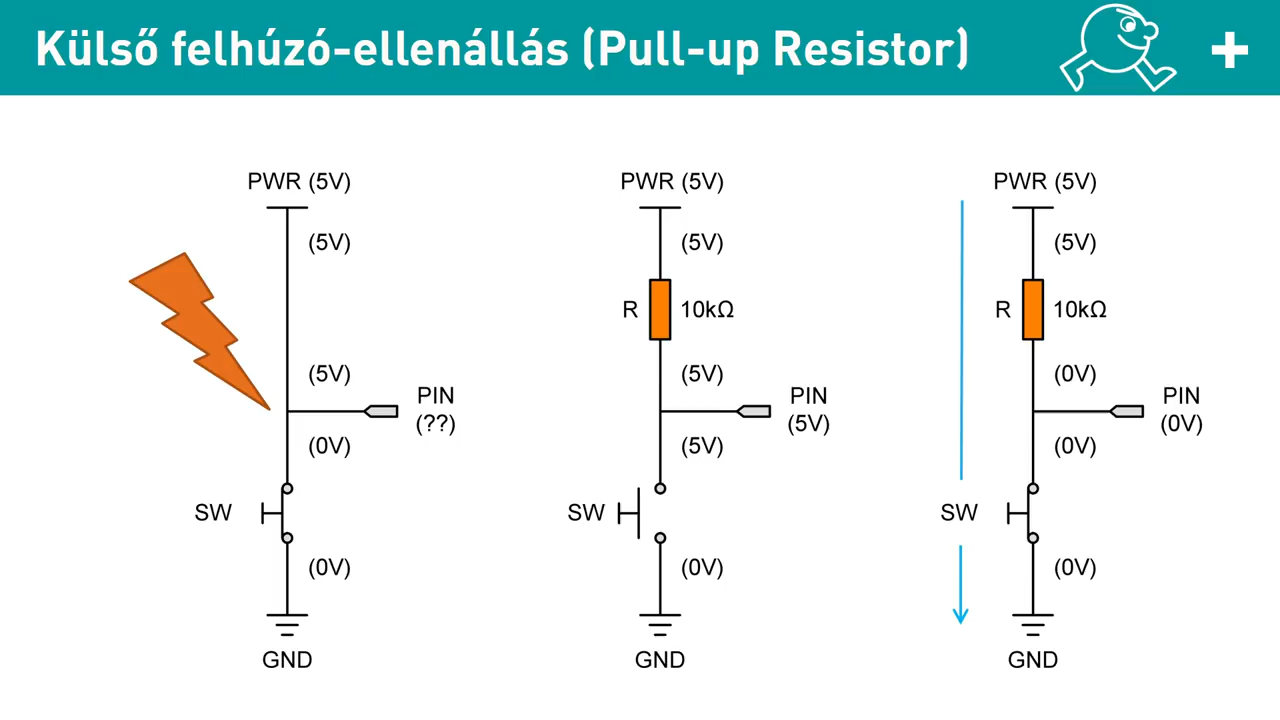 Külső felhúzó-ellenállás (Pull-up Resistor)
PWR (5V)
(5V)
(5V)
PIN
(??)
(0V)
SW
(0V)
GND
PWR (5V)
(5V)
R 10kΩ
(5V)
PIN
(5V)
(5V)
SW
(0V)
GND
PWR (5V)
(5V)
R 10kΩ
(0V)
PIN
(0V)
(0V)
SW
(0V)
GND